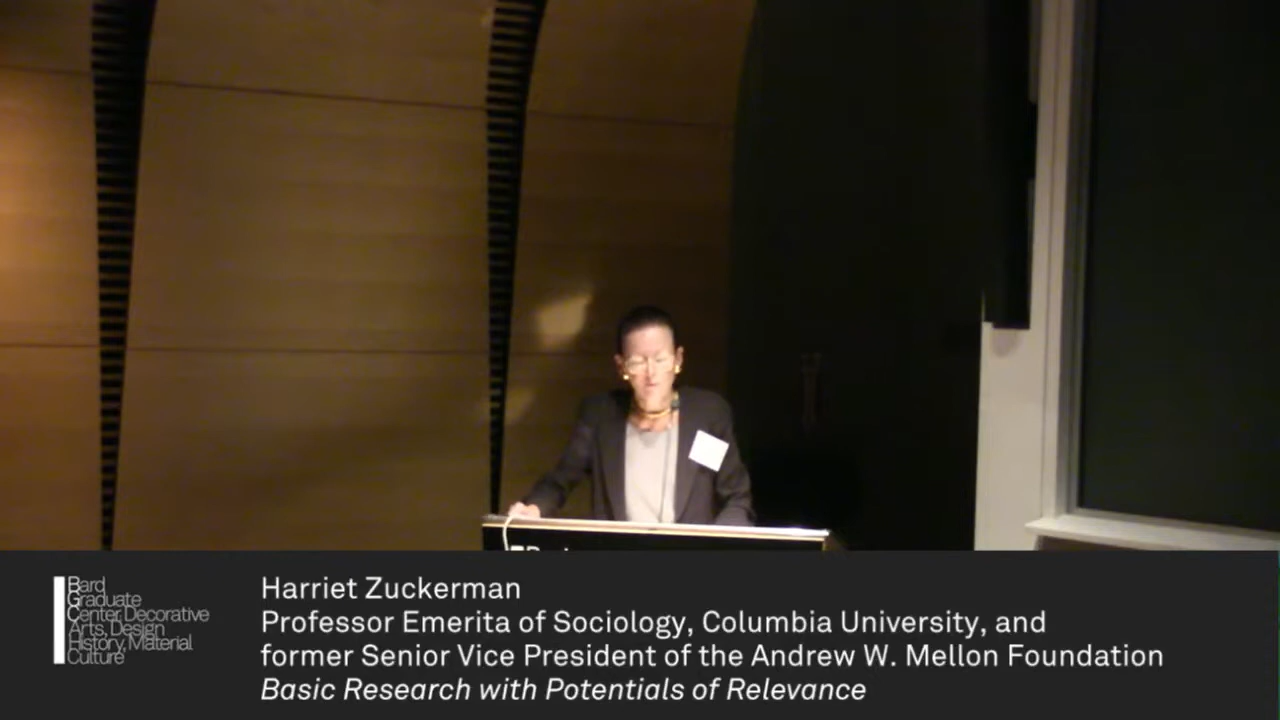 Bard
Graduate
Center: Decorative
Arts, Design
History, Material
Culture
Harriet Zuckerman
Professor Emerita of Sociology, Columbia University, and
former Senior Vice President of the Andrew W. Mellon Foundation
Basic Research with Potentials of Relevance